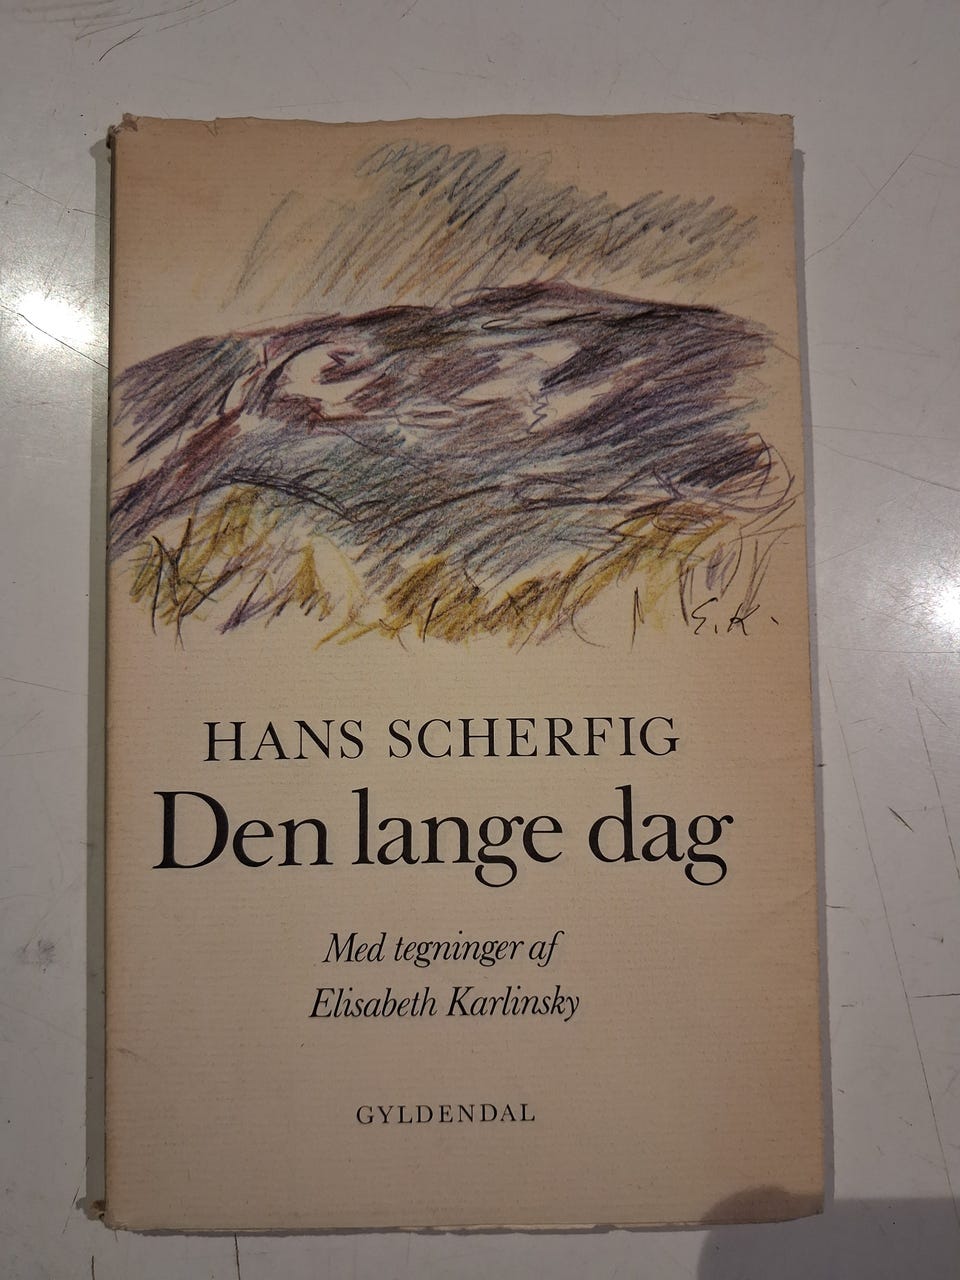 E.K.
HANS SCHERFIG
Den lange dag
Med tegninger af
Elisabeth Karlinsky
GYLDENDAL